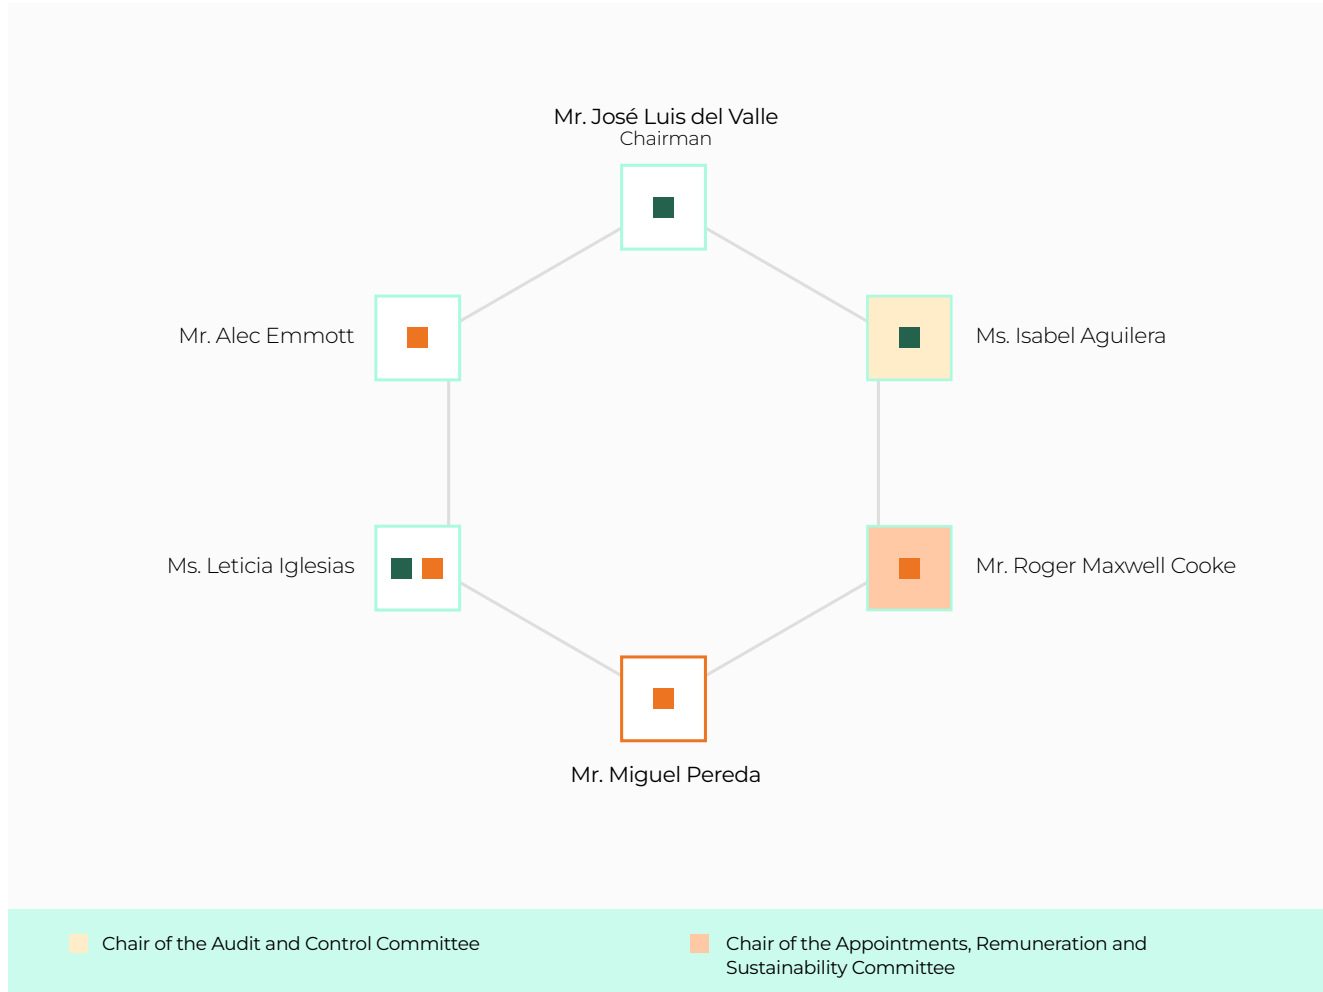 Mr. José Luis del Valle
Chairman
Mr. Alec Emmott
Ms. Isabel Aguilera
Ms. Leticia Iglesias
Mr. Roger Maxwell Cooke
Mr. Miguel Pereda
Chair of the Audit and Control Committee
Chair of the Appointments, Remuneration and
Sustainability Committee